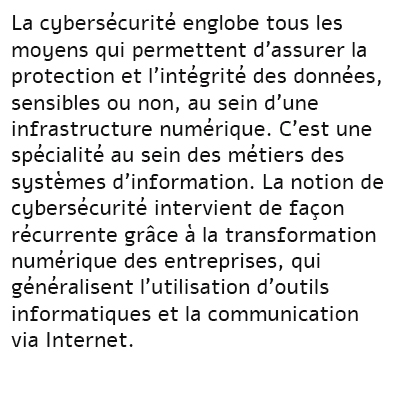 La cybersécurité englobe tous les
moyens qui permettent d’assurer la
protection et l’intégrité des données,
sensibles ou non, au sein d’une
infrastructure numérique. C’est une
spécialité au sein des métiers des
systèmes d’information. La notion de
cybersécurité intervient de façon
récurrente grâce à la transformation
numérique des entreprises, qui
généralisent l’utilisation d’outils
informatiques et la communication
via Internet.